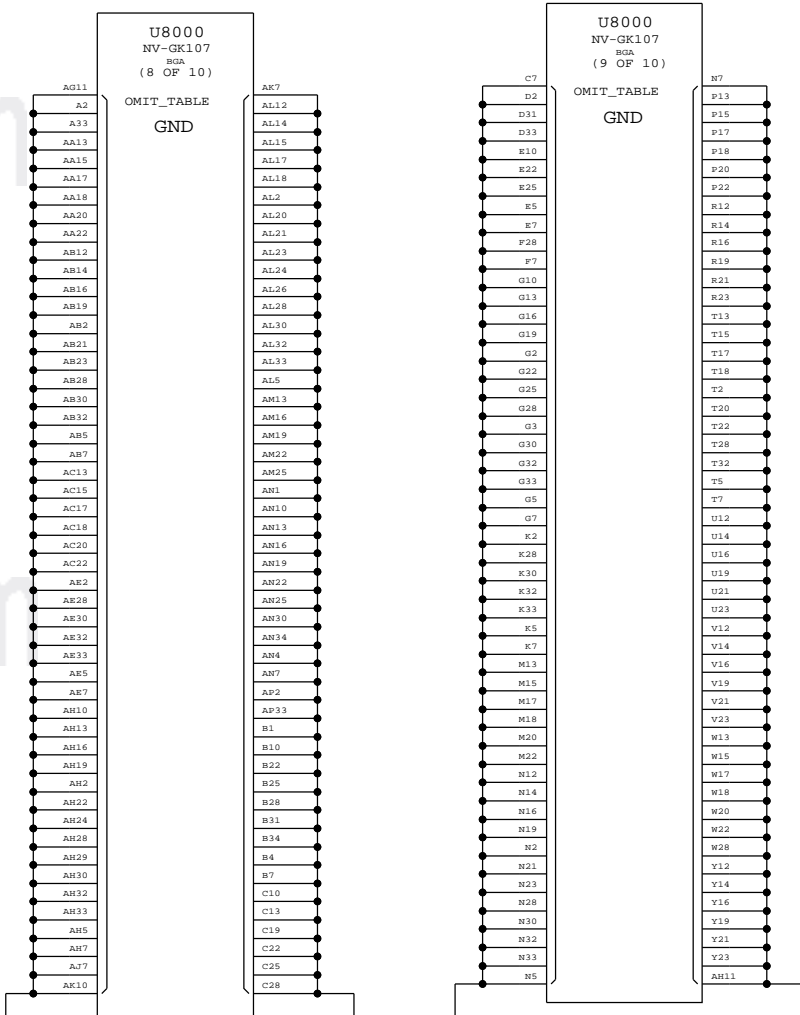 U8000
NV-GK107
BGA
(8 OF 10)
OMIT_TABLE
GND
AG11
A2
A33
AA13
AA15
AA17
AA18
AA20
AA22
AB12
AB14
AB16
AB19
AB2
AB21
AB23
AB28
AB30
AB32
AB5
AB7
AC13
AC15
AC17
AC18
AC20
AC22
AE2
AE28
AE30
AE32
AE33
AE5
AE7
AH10
AH13
AH16
AH19
AH2
AH22
AH24
AH28
AH29
AH30
AH32
AH33
AH5
AH7
AJ7
AK10
AK7
AL12
AL14
AL15
AL17
AL18
AL2
AL20
AL21
AL23
AL24
AL26
AL28
AL30
AL32
AL33
AL5
AM13
AM16
AM19
AM22
AM25
AN1
AN10
AN13
AN16
AN19
AN22
AN25
AN30
AN34
AN4
AN7
AP2
AP33
B1
B10
B22
B25
B28
B31
B34
B4
B7
C10
C13
C19
C22
C25
C28
U8000
NV-GK107
BGA
(9 OF 10)
OMIT_TABLE
GND
C7
D2
D31
D33
E10
E22
E25
E5
E7
F28
F7
G10
G13
G16
G19
G2
G22
G25
G28
G3
G30
G32
G33
G5
G7
K2
K28
K30
K32
K33
K5
K7
M13
M15
M17
M18
M20
M22
N12
N14
N16
N19
N2
N21
N23
N28
N30
N32
N33
N5
N7
P13
P15
P17
P18
P20
P22
R12
R14
R16
R19
R21
R23
T13
T15
T17
T18
T2
T20
T22
T28
T32
T5
T7
U12
U14
U16
U19
U21
U23
V12
V14
V16
V19
V21
V23
W13
W15
W17
W18
W20
W22
W28
Y12
Y14
Y16
Y19
Y21
Y23
AH11